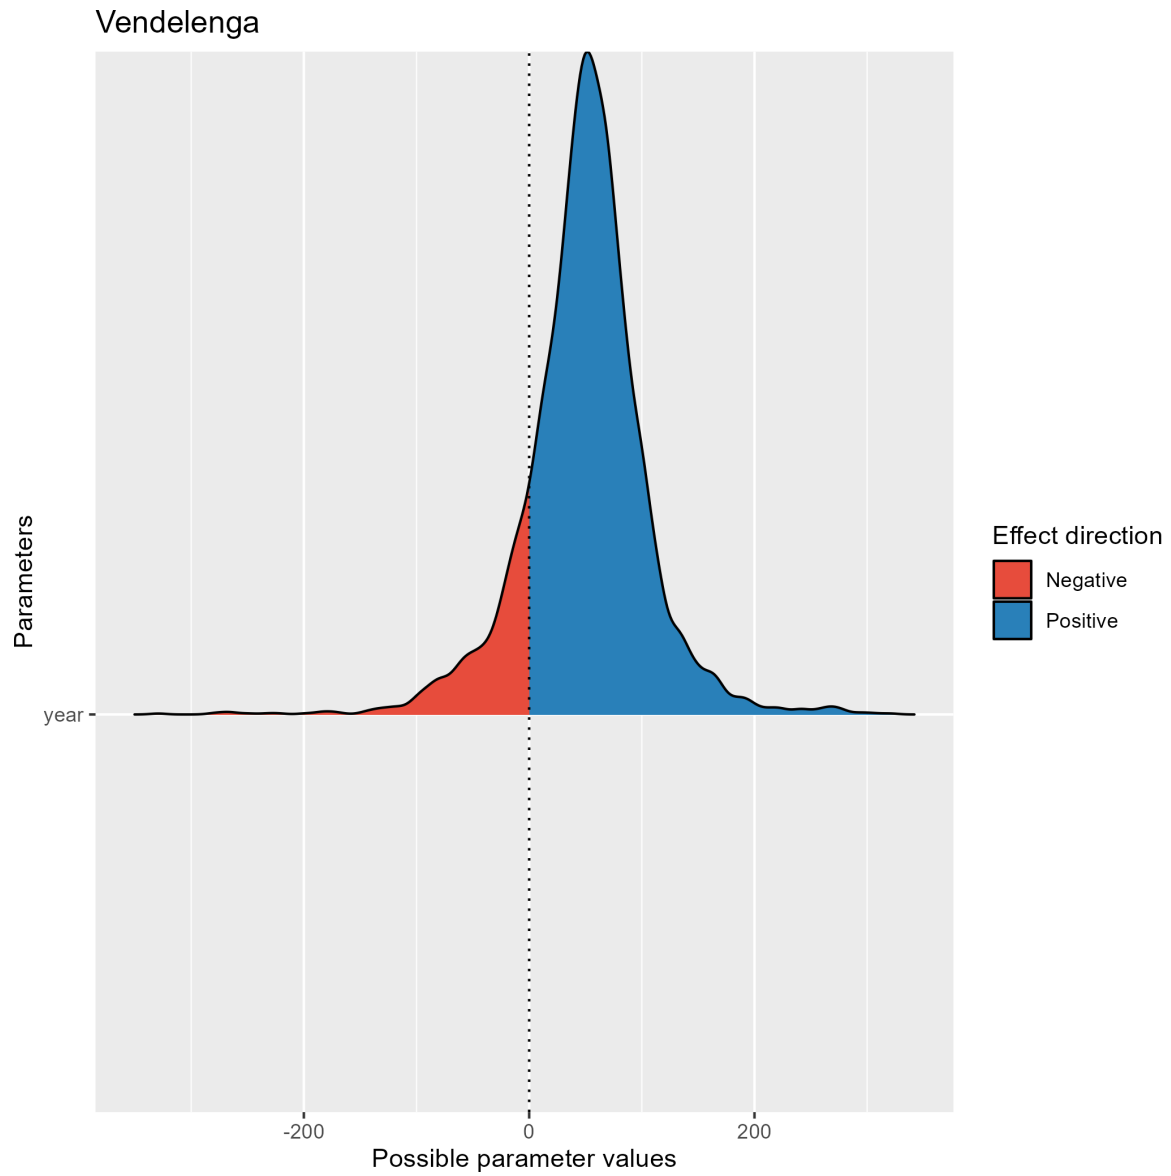 Vendelenga
Parameters
year
-200
0
200
Possible parameter values
Effect direction
Negative
Positive